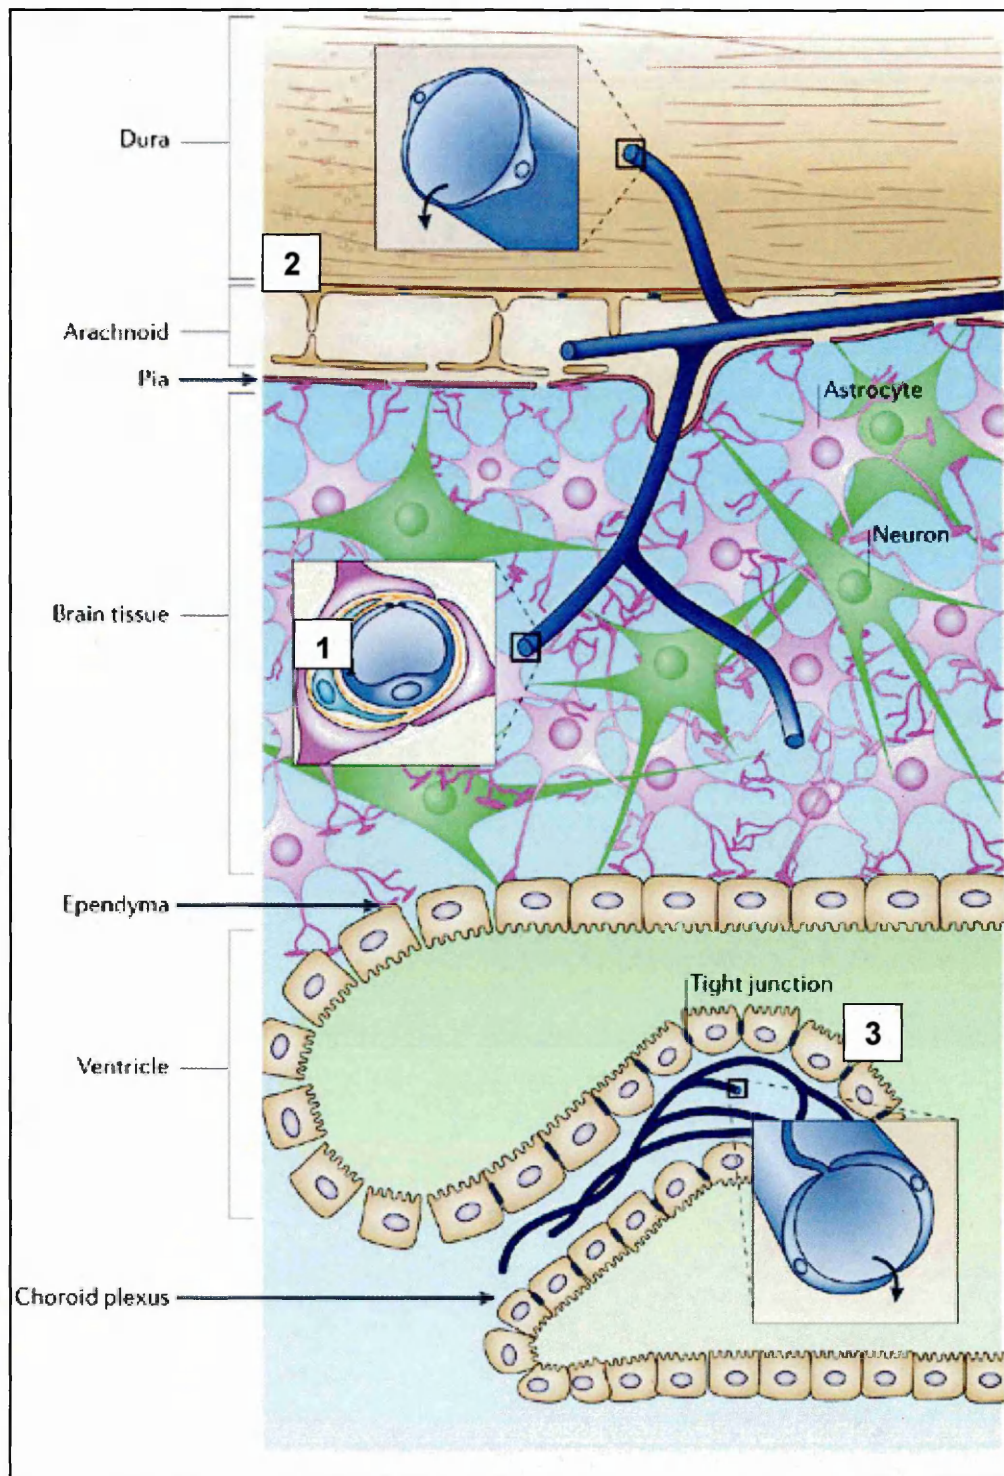 Dura
2
Arachnoid
Pia
Astrocyte
Neuron
Brain tissue
1
Ependyma
Tight junction
3
Ventricle
Choroid plexus